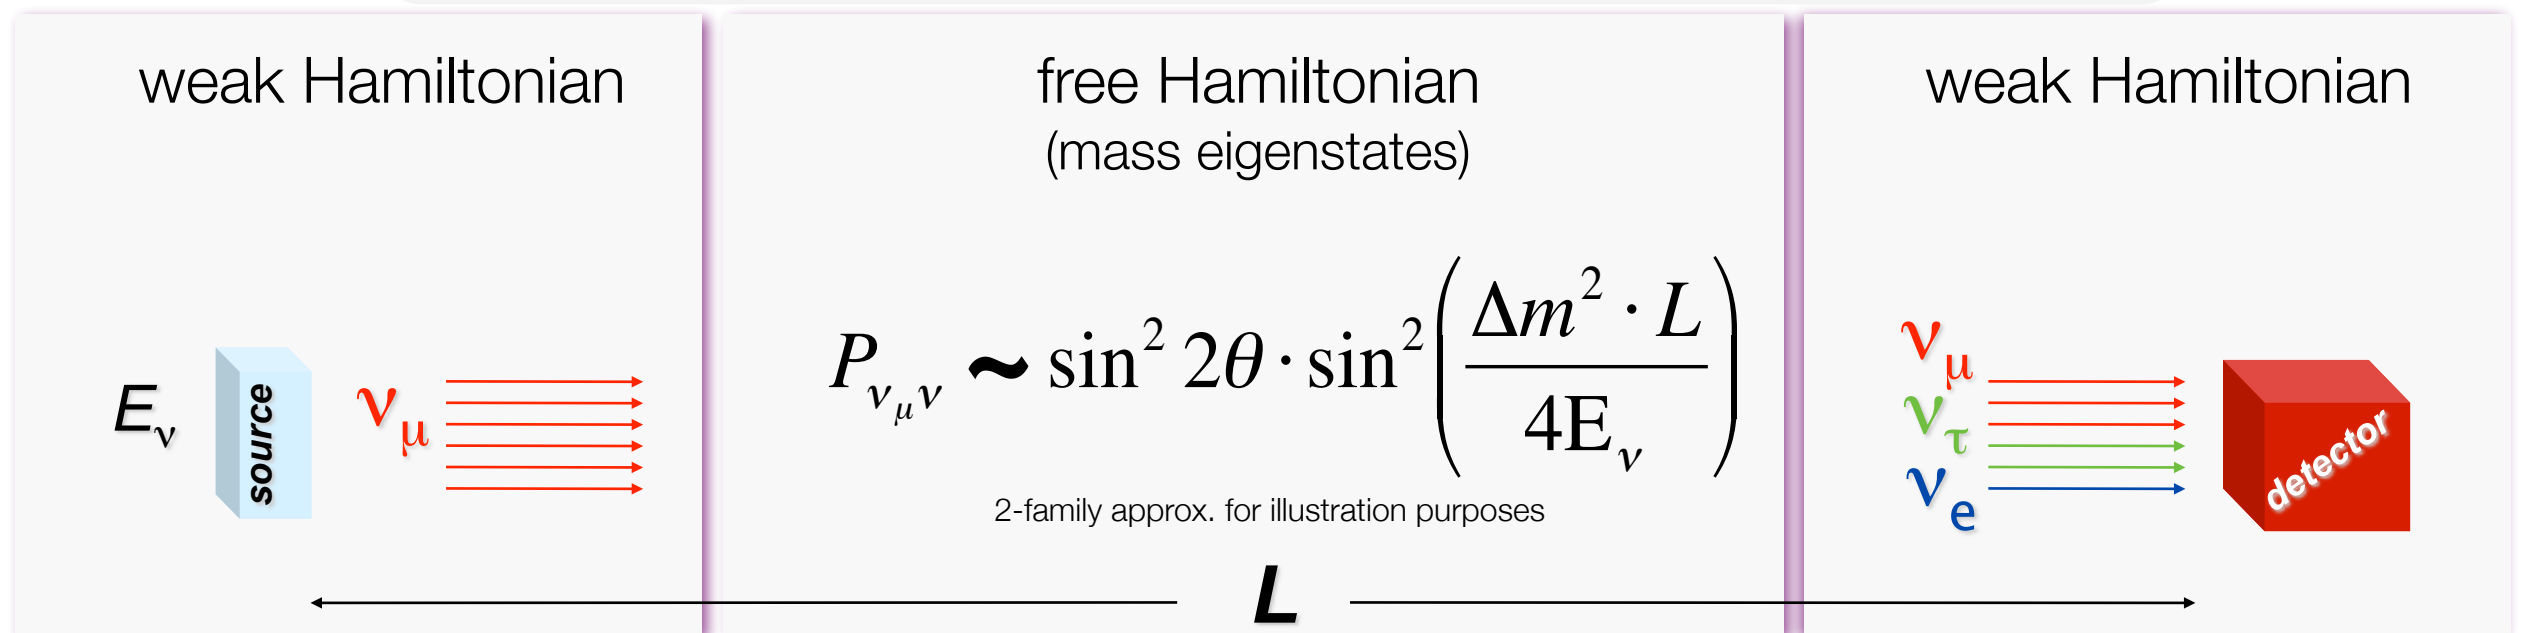 weak Hamiltonian
free Hamiltonian
(mass eigenstates)
weak Hamiltonian
E_ν
source
ν_μ
P_{ν_μ ν} ~ sin² 2θ · sin² (Δm² · L / 4E_ν)
2-family approx. for illustration purposes
ν_μ
ν_τ
ν_e
detector
L